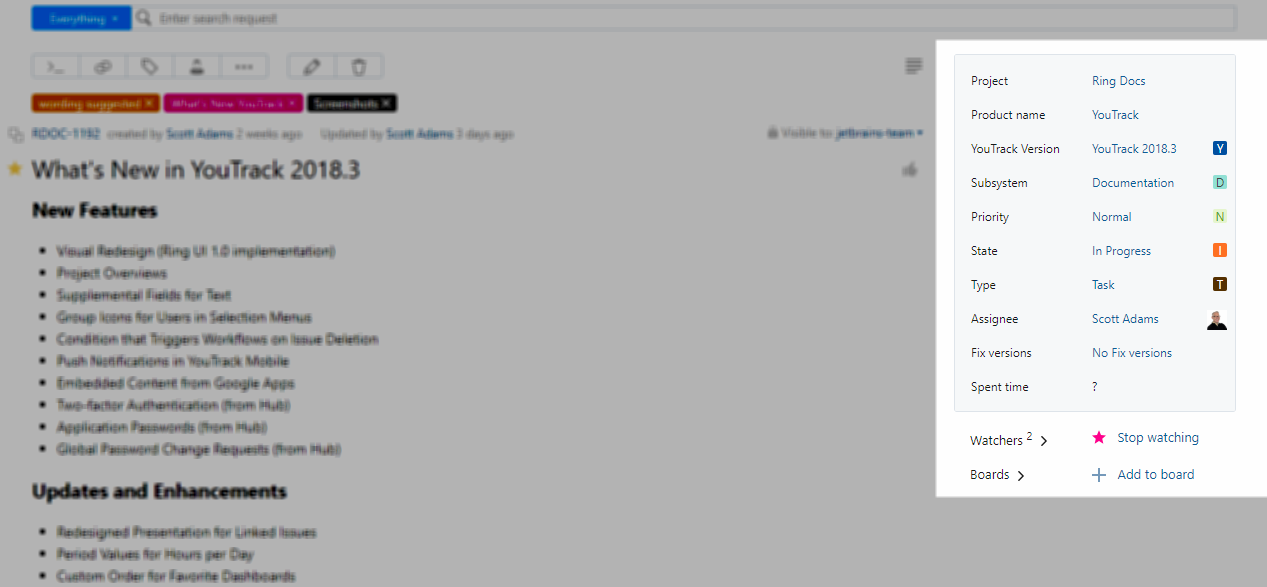 Everything
Enter search request
wording suggested ×
What's New YouTrack ×
Screenshots ×
RDOC-1192 created by Scott Adams 2 weeks ago Updated by Scott Adams 3 days ago
Visible to: jetbrains-team
What's New in YouTrack 2018.3
New Features
• Visual Redesign (Ring UI 1.0 implementation)
• Project Overviews
• Supplemental Fields for Text
• Group Icons for Users in Selection Menus
• Condition that Triggers Workflows on Issue Deletion
• Push Notifications in YouTrack Mobile
• Embedded Content from Google Apps
• Two-factor Authentication (from Hub)
• Application Passwords (from Hub)
• Global Password Change Requests (from Hub)
Updates and Enhancements
• Redesigned Presentation for Linked Issues
• Period Values for Hours per Day
• Custom Order for Favorite Dashboards
Project Ring Docs
Product name YouTrack
YouTrack Version YouTrack 2018.3 Y
Subsystem Documentation D
Priority Normal N
State In Progress I
Type Task T
Assignee Scott Adams
Fix versions No Fix versions
Spent time ?
Watchers 2 Stop watching
Boards Add to board